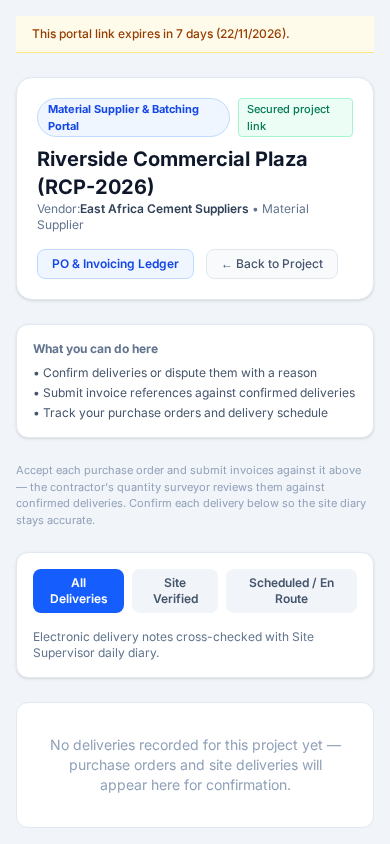 This portal link expires in 7 days (22/11/2026).
Material Supplier & Batching
Portal
Secured project
link
Riverside Commercial Plaza
(RCP-2026)
Vendor:East Africa Cement Suppliers • Material
Supplier
PO & Invoicing Ledger
← Back to Project
What you can do here
• Confirm deliveries or dispute them with a reason
• Submit invoice references against confirmed deliveries
• Track your purchase orders and delivery schedule
Accept each purchase order and submit invoices against it above
— the contractor's quantity surveyor reviews them against
confirmed deliveries. Confirm each delivery below so the site diary
stays accurate.
All
Deliveries
Site
Verified
Scheduled / En
Route
Electronic delivery notes cross-checked with Site
Supervisor daily diary.
No deliveries recorded for this project yet —
purchase orders and site deliveries will
appear here for confirmation.